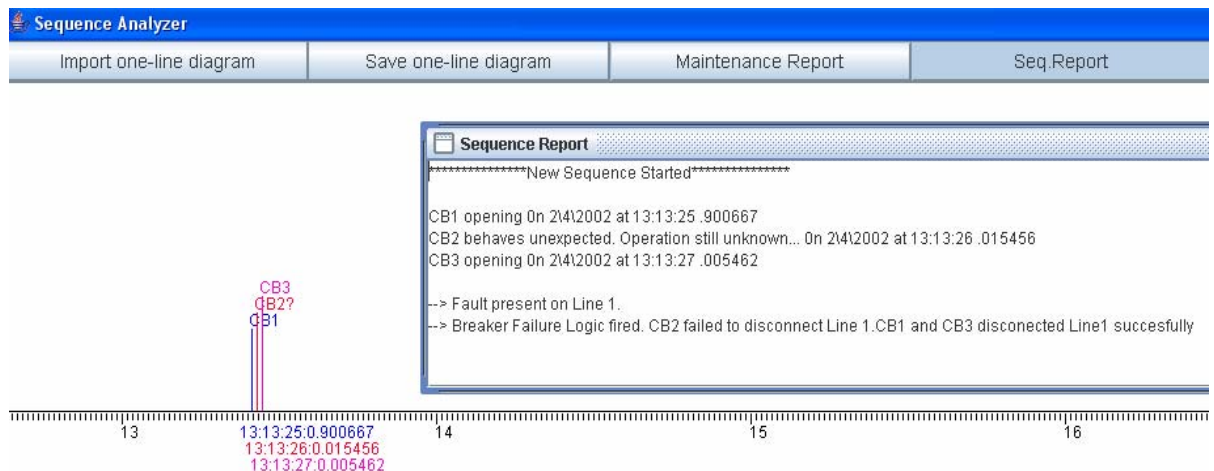 Sequence Analyzer
Import one-line diagram
Save one-line diagram
Maintenance Report
Seq.Report
Sequence Report
***************New Sequence Started***************
CB1 opening 0n 2\4\2002 at 13:13:25 .900667
CB2 behaves unexpected. Operation still unknown... 0n 2\4\2002 at 13:13:26 .015456
CB3 opening 0n 2\4\2002 at 13:13:27 .005462
--> Fault present on Line 1.
--> Breaker Failure Logic fired. CB2 failed to disconnect Line 1.CB1 and CB3 disconected Line1 succesfully
CB3
CB2?
CB1
13
14
15
16
13:13:25:0.900667
13:13:26:0.015456
13:13:27:0.005462